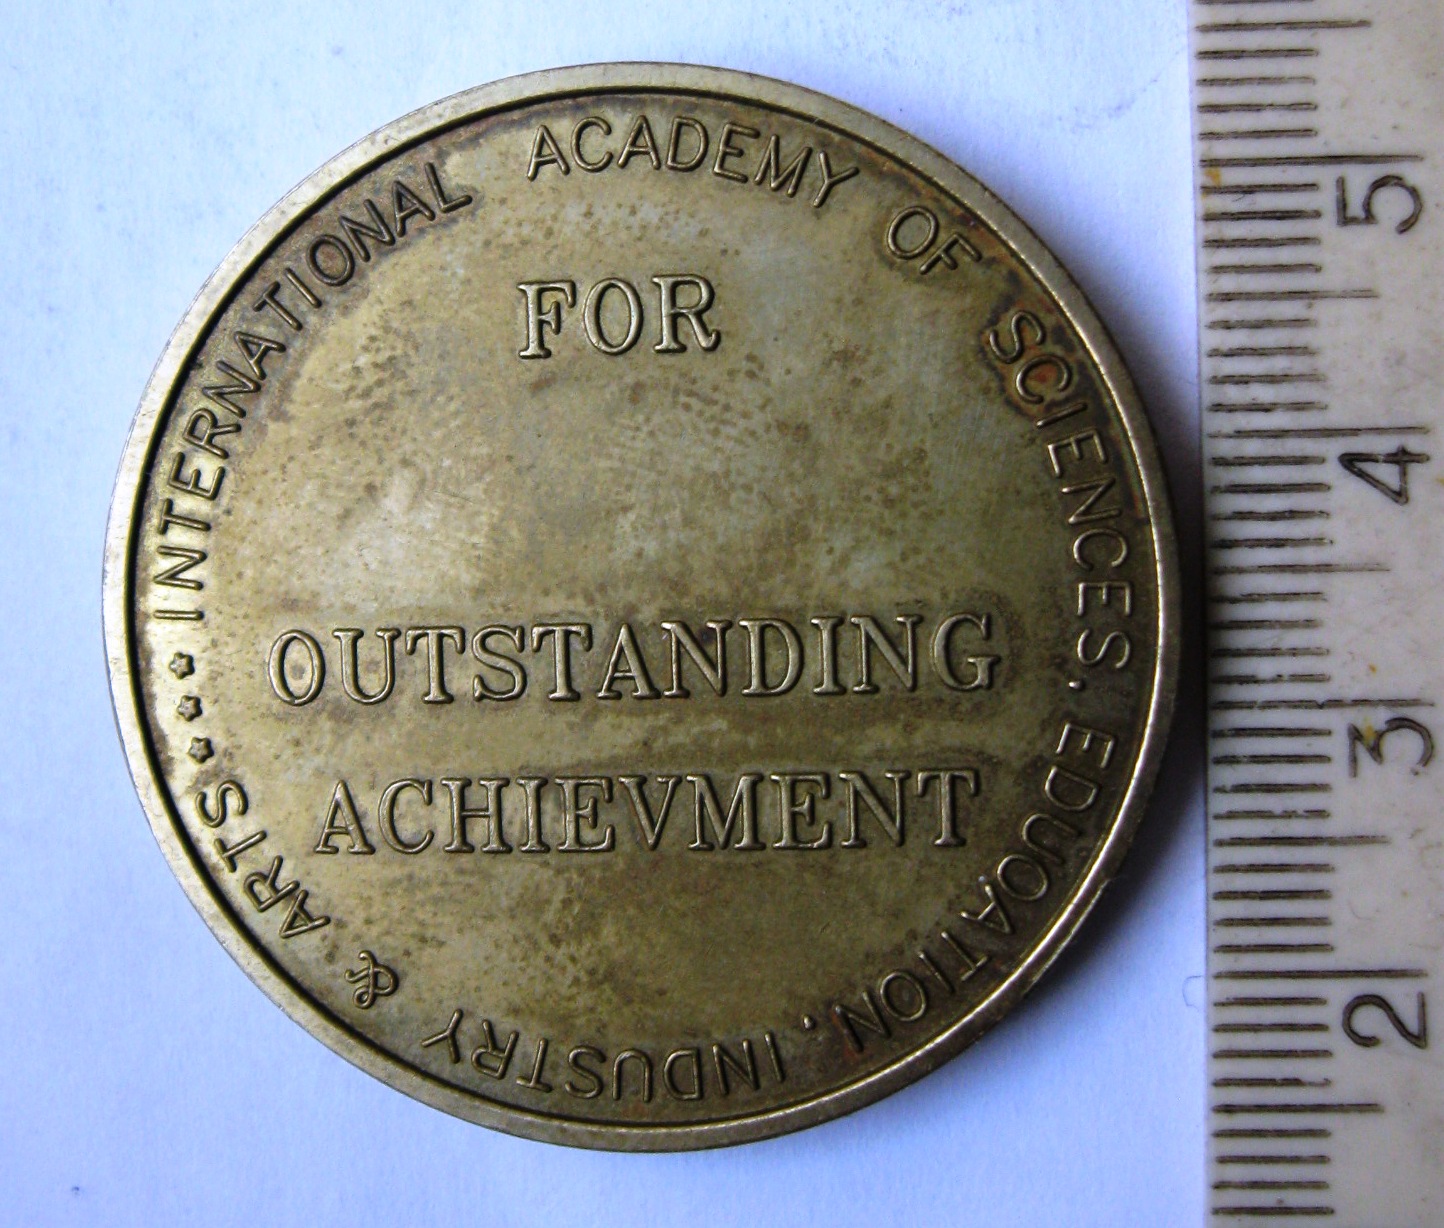 INTERNATIONAL ACADEMY OF SCIENCES, EDUCATION, INDUSTRY & ARTS
FOR
OUTSTANDING
ACHIEVMENT
5
4
3
2